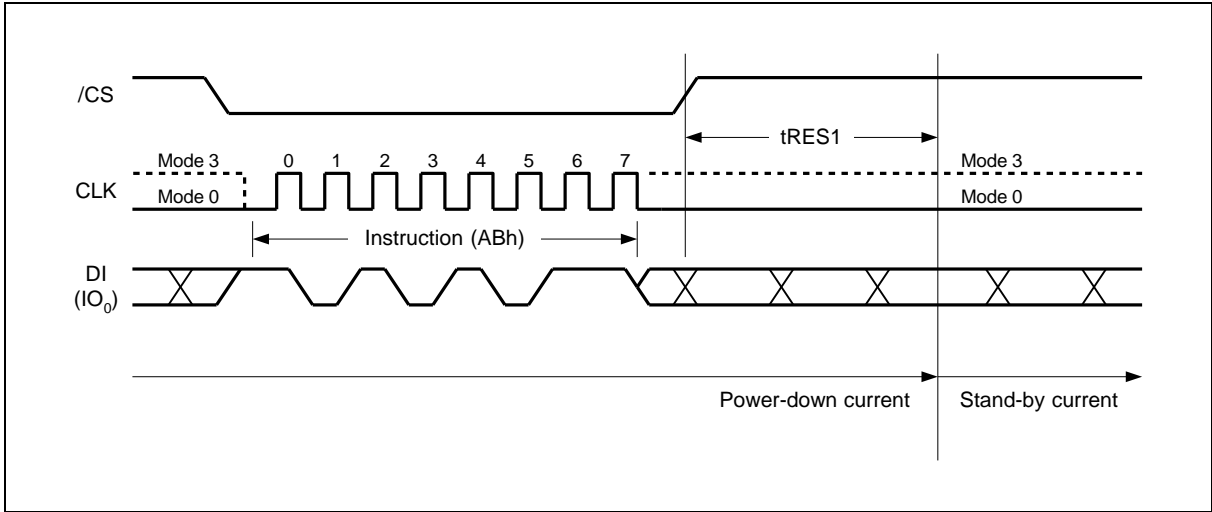 /CS
tRES1
Mode 3
0 1 2 3 4 5 6 7
Mode 3
CLK
Mode 0
Mode 0
Instruction (ABh)
DI
(IO0)
Power-down current
Stand-by current